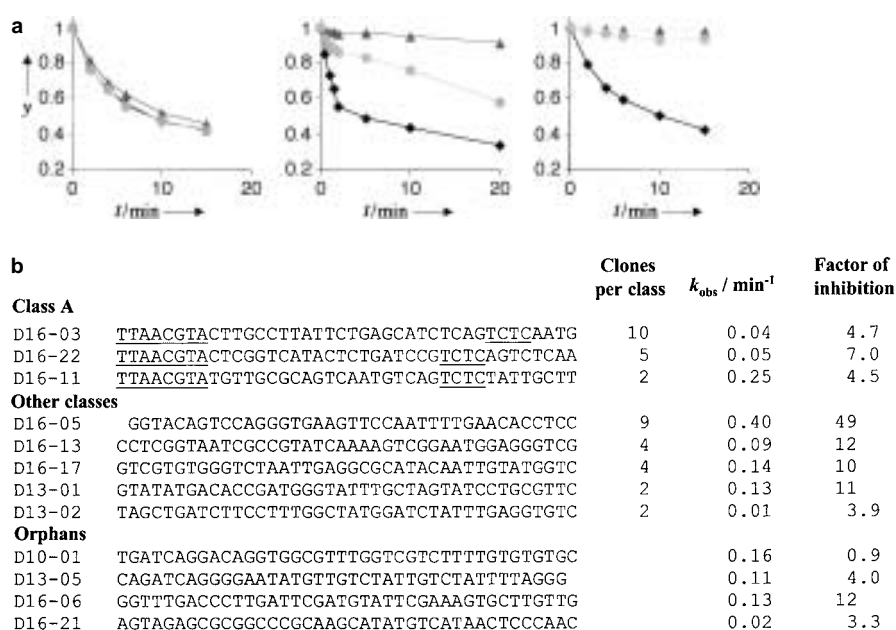 a
1
0.8
0.6
0.4
0.2
y
0
10
20
t/min
1
0.8
0.6
0.4
0.2
0
10
20
t/min
1
0.8
0.6
0.4
0.2
0
10
20
t/min
b
Clones per class
k obs / min-1
Factor of inhibition
Class A
D16-03 TTAACGTACTTGCCTTATTCTGAGCATCTCAGTCTCAATG 10 0.04 4.7
D16-22 TTAACGTACTCGGTCATACTCTGATCCGTCTCAGTCTCAA 5 0.05 7.0
D16-11 TTAACGTATGTTGCGCAGTCAATGTCAGTCTCTATTGCTT 2 0.25 4.5
Other classes
D16-05 GGTACAGTCCAGGGTGAAGTTCCAATTTTGAACACCTCC 9 0.40 49
D16-13 CCTCGGTAATCGCCGTATCAAAAGTCGGAATGGAGGGTCG 4 0.09 12
D16-17 GTCGTGTGGGTCTAATTGAGGCGCATACAATTGTATGGTC 4 0.14 10
D13-01 GTATATGACACCGATGGGTATTTGCTAGTATCCTGCGTTC 2 0.13 11
D13-02 TAGCTGATCTTCCTTTGGCTATGGATCTATTTGAGGTGTC 2 0.01 3.9
Orphans
D10-01 TGATCAGGACAGGTGGCGTTTGGTCGTCTTTTGTGTGTGC 0.16 0.9
D13-05 CAGATCAGGGGAATATGTTGTCTATTGTCTATTTTAGGG 0.11 4.0
D16-06 GGTTTGACCCTTGATTCGATGTATTCGAAAGTGCTTGTTG 0.13 12
D16-21 AGTAGAGCGCGGCCCGCAAGCATATGTCATAACTCCCAAC 0.02 3.3